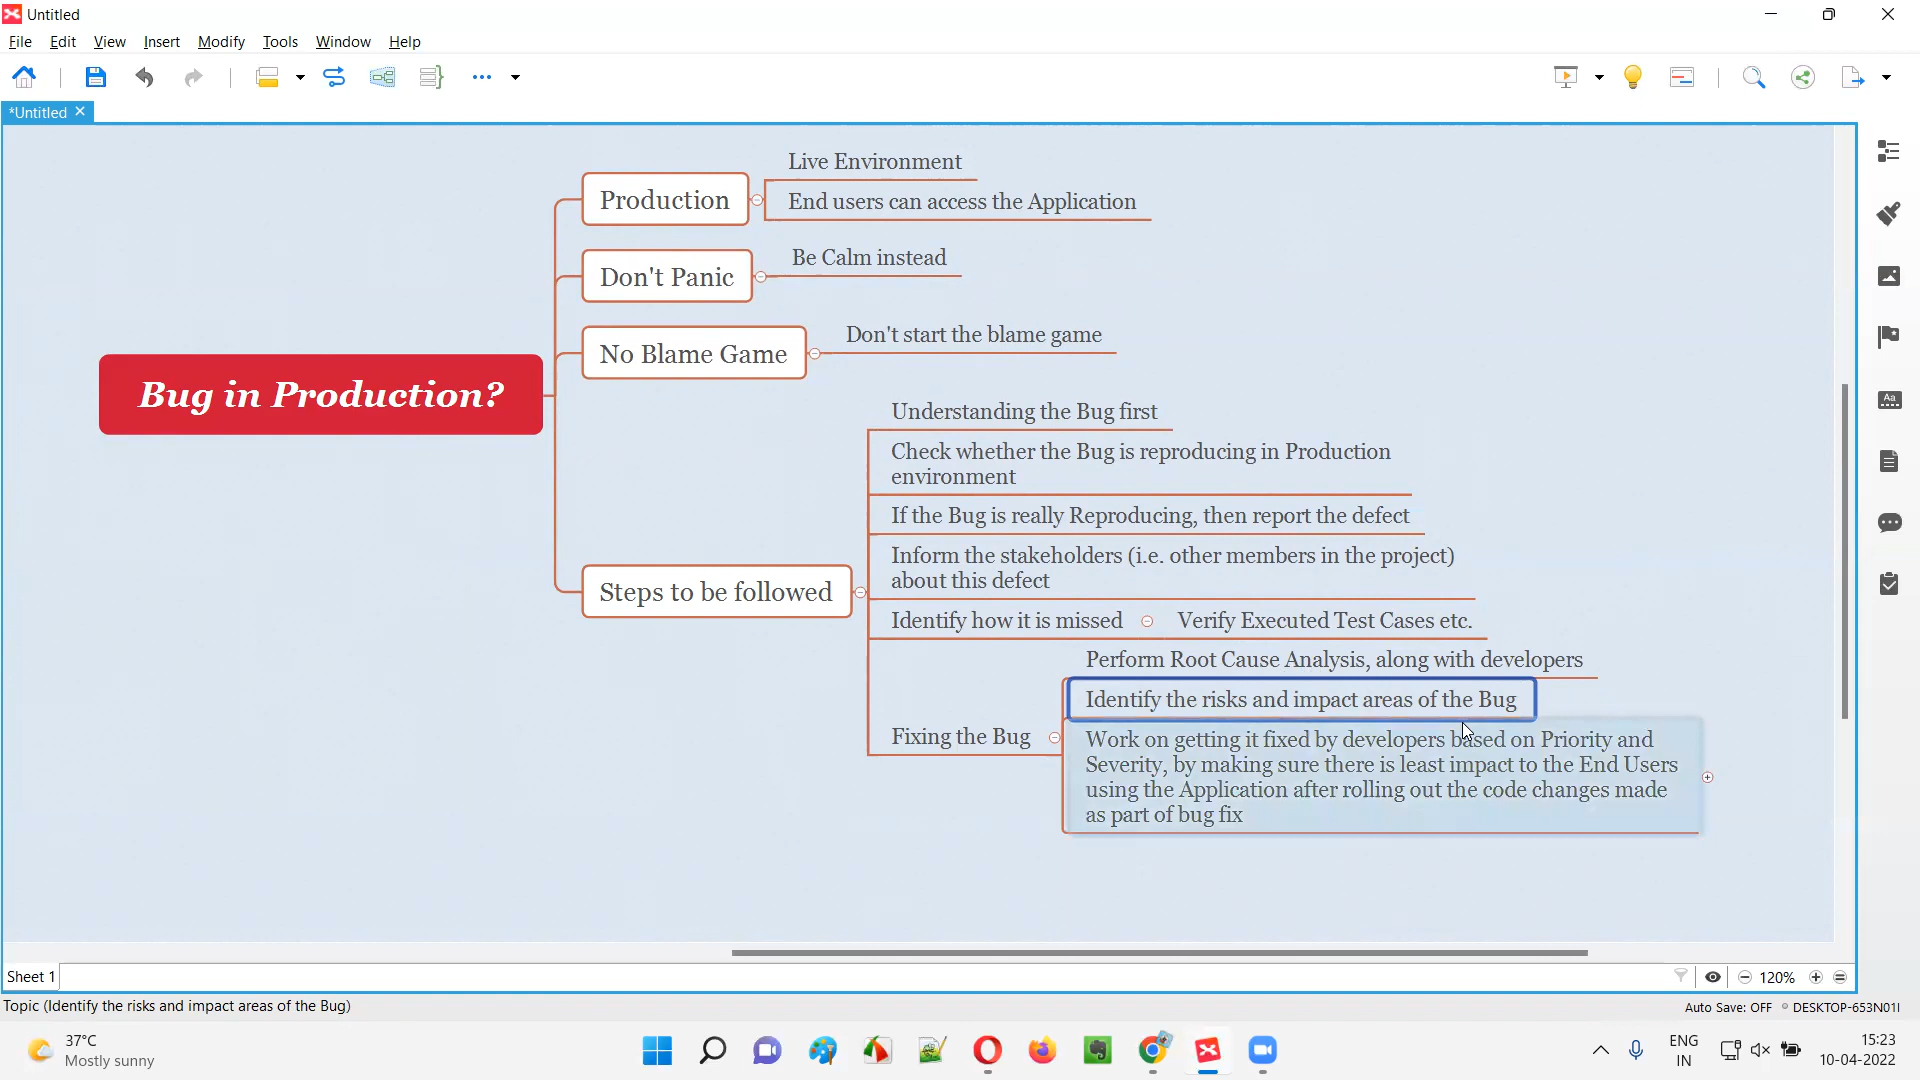 Untitled
File Edit View Insert Modify Tools Window Help
*Untitled
Live Environment
Production
End users can access the Application
Be Calm instead
Don't Panic
Don't start the blame game
No Blame Game
Bug in Production?
Understanding the Bug first
Check whether the Bug is reproducing in Production
environment
If the Bug is really Reproducing, then report the defect
Inform the stakeholders (i.e. other members in the project)
about this defect
Steps to be followed
Identify how it is missed
Verify Executed Test Cases etc.
Perform Root Cause Analysis, along with developers
Identify the risks and impact areas of the Bug
Fixing the Bug
Work on getting it fixed by developers based on Priority and
Severity, by making sure there is least impact to the End Users
using the Application after rolling out the code changes made
as part of bug fix
Aa
Sheet 1
120%
Topic (Identify the risks and impact areas of the Bug)
Auto Save: OFF
DESKTOP-653N01I
37°C
Mostly sunny
ENG
IN
15:23
10-04-2022